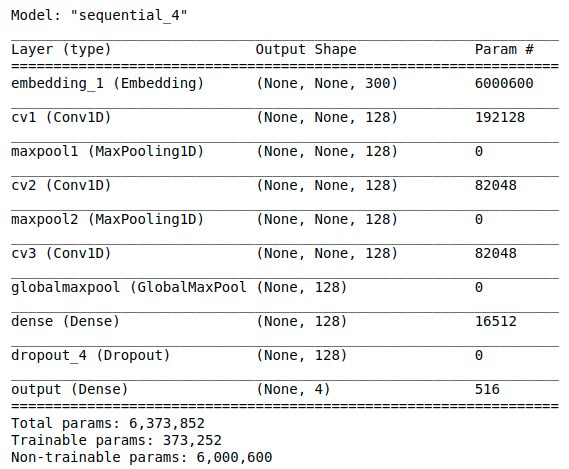 Model: "sequential_4"
Layer (type) Output Shape Param #
embedding_1 (Embedding) (None, None, 300) 6000600
cv1 (Conv1D) (None, None, 128) 192128
maxpool1 (MaxPooling1D) (None, None, 128) 0
cv2 (Conv1D) (None, None, 128) 82048
maxpool2 (MaxPooling1D) (None, None, 128) 0
cv3 (Conv1D) (None, None, 128) 82048
globalmaxpool (GlobalMaxPool (None, 128) 0
dense (Dense) (None, 128) 16512
dropout_4 (Dropout) (None, 128) 0
output (Dense) (None, 4) 516
Total params: 6,373,852
Trainable params: 373,252
Non-trainable params: 6,000,600